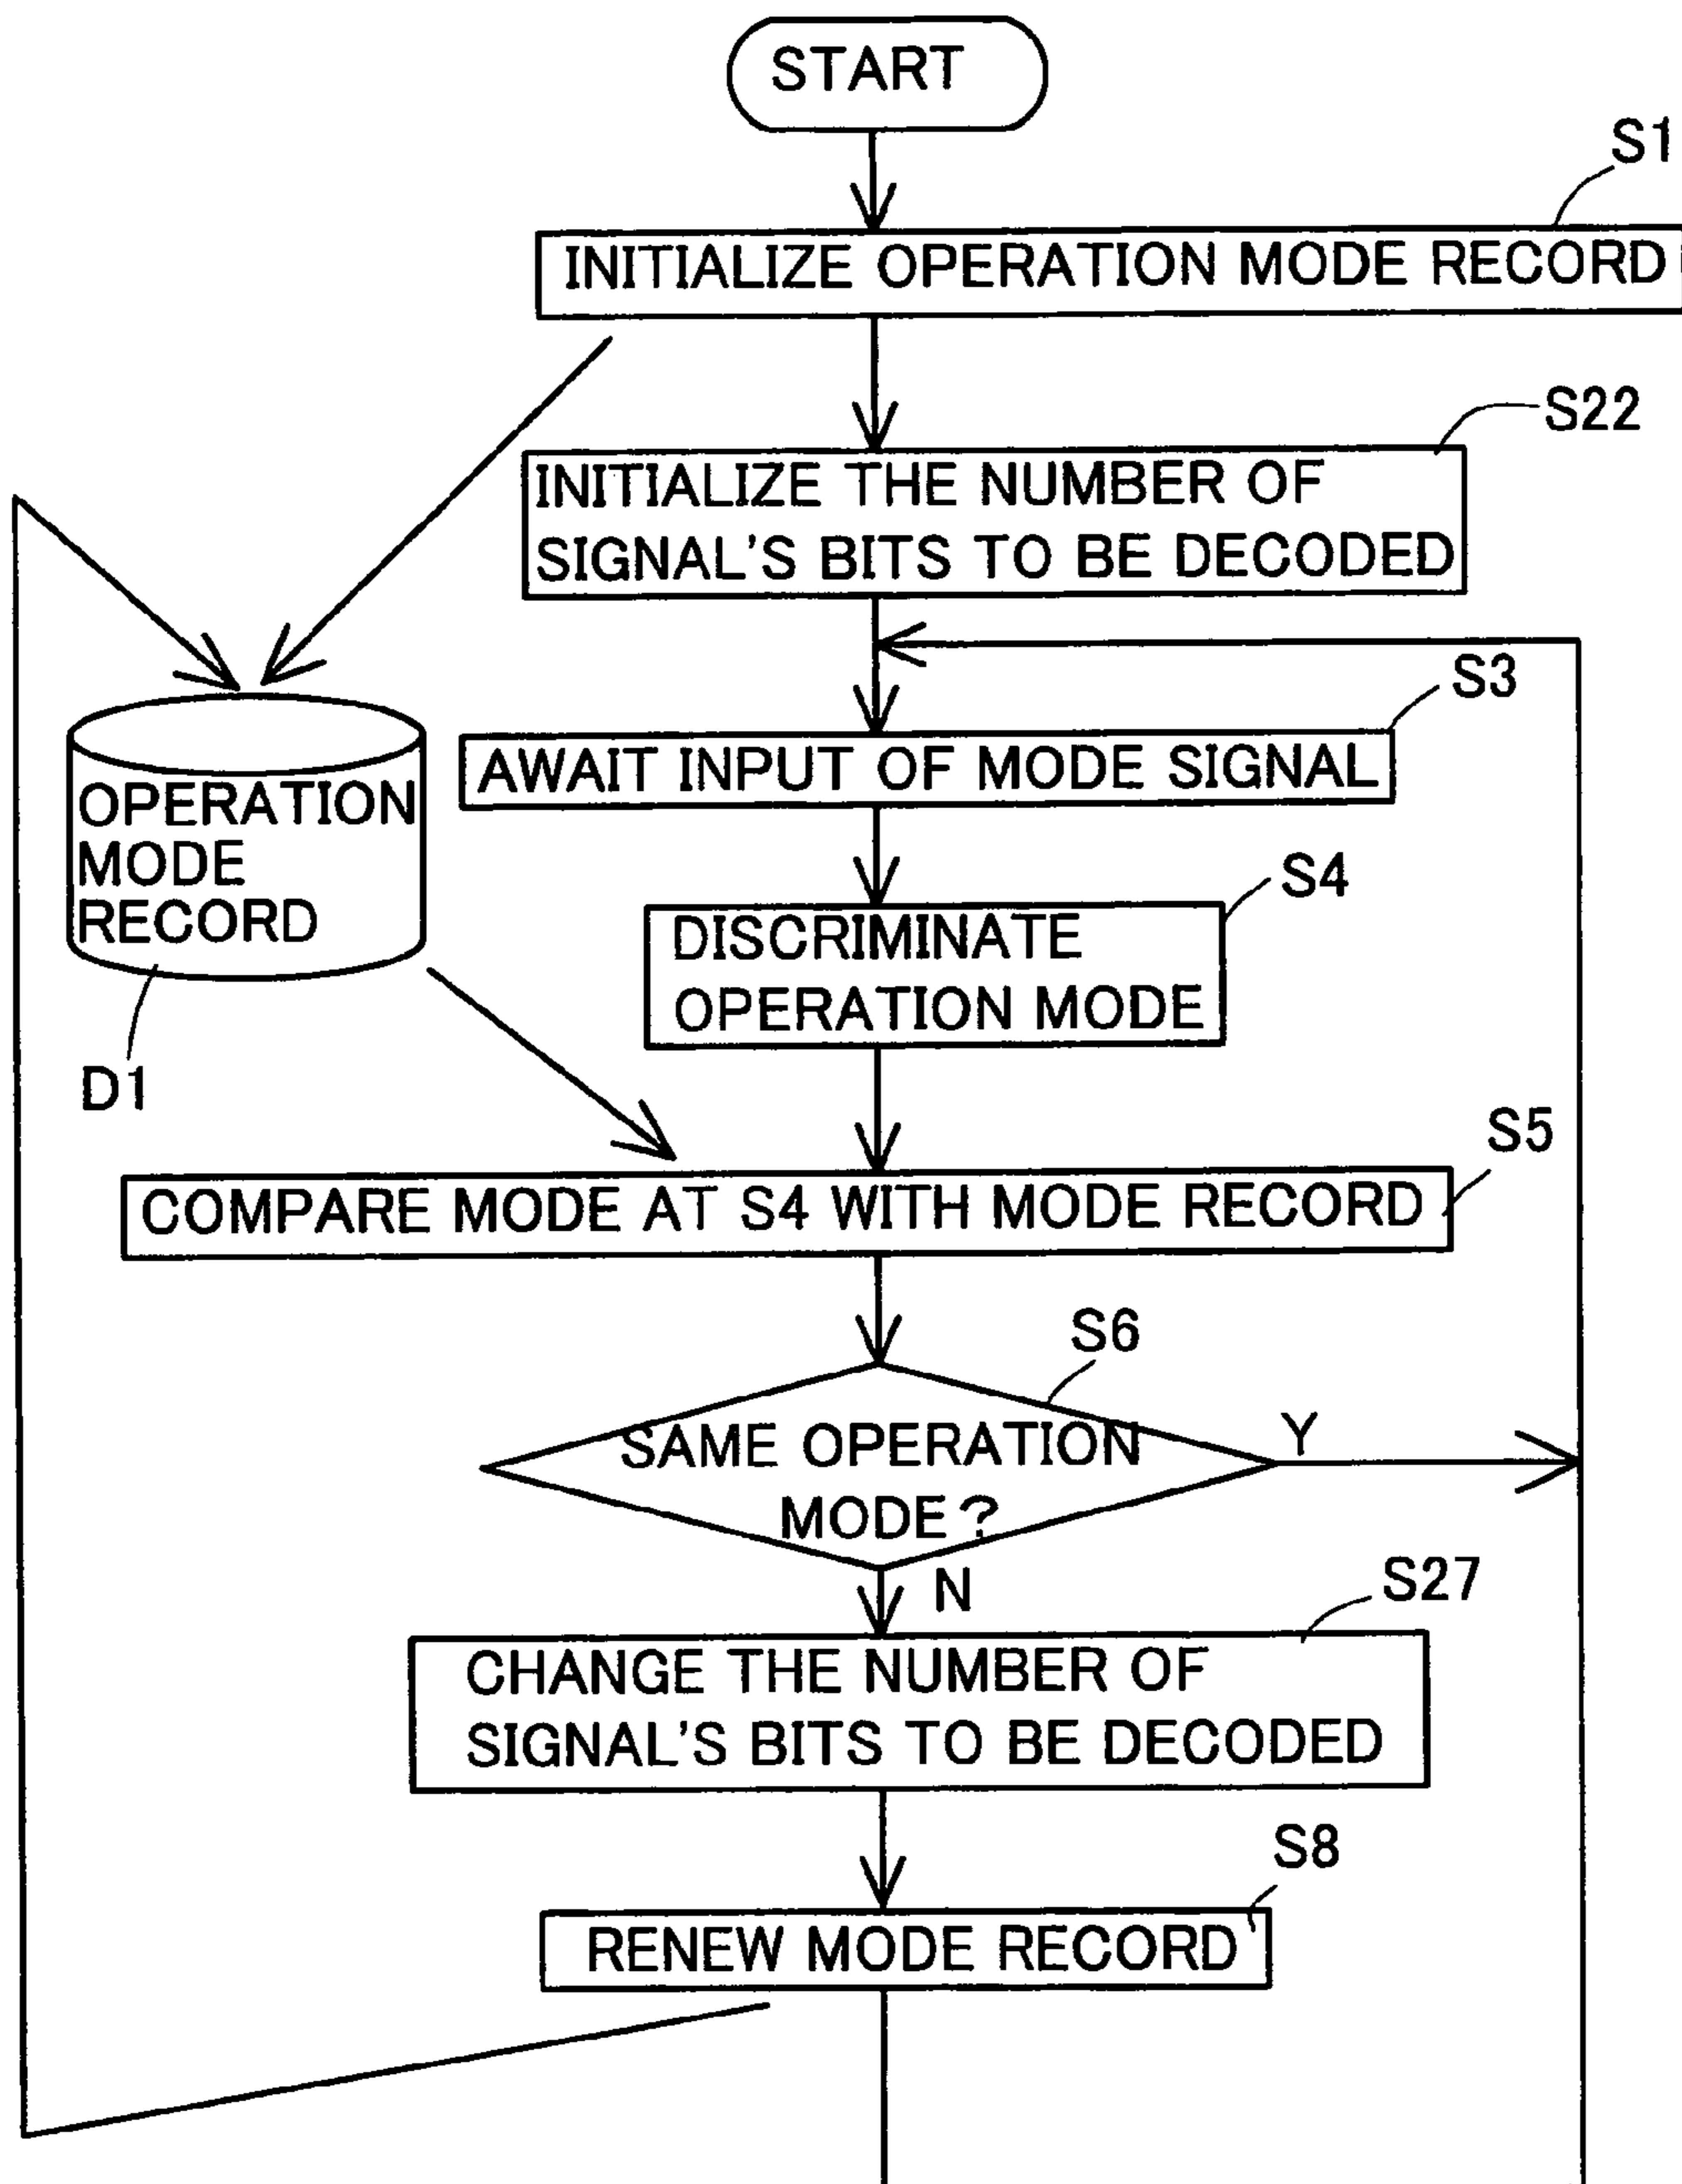 START
S1
INITIALIZE OPERATION MODE RECORD
S22
INITIALIZE THE NUMBER OF
SIGNAL'S BITS TO BE DECODED
S3
AWAIT INPUT OF MODE SIGNAL
OPERATION
MODE
RECORD
D1
S4
DISCRIMINATE
OPERATION MODE
S5
COMPARE MODE AT S4 WITH MODE RECORD
S6
SAME OPERATION
MODE?
Y
N
S27
CHANGE THE NUMBER OF
SIGNAL'S BITS TO BE DECODED
S8
RENEW MODE RECORD